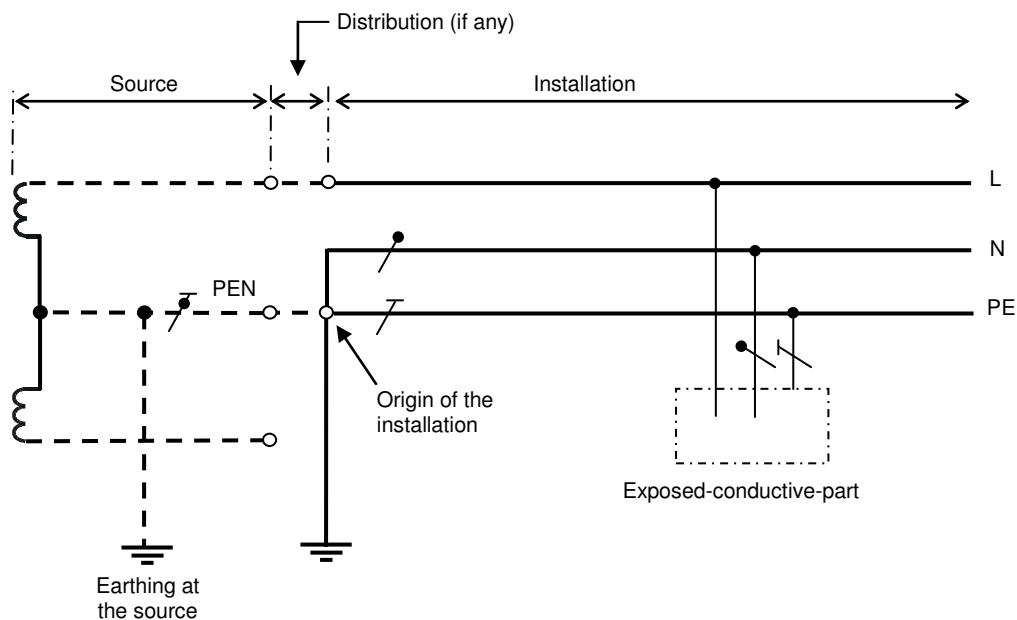 Distribution (if any)
Source
Installation
L
N
PEN
PE
Origin of the
installation
Exposed-conductive-part
Earthing at
the source